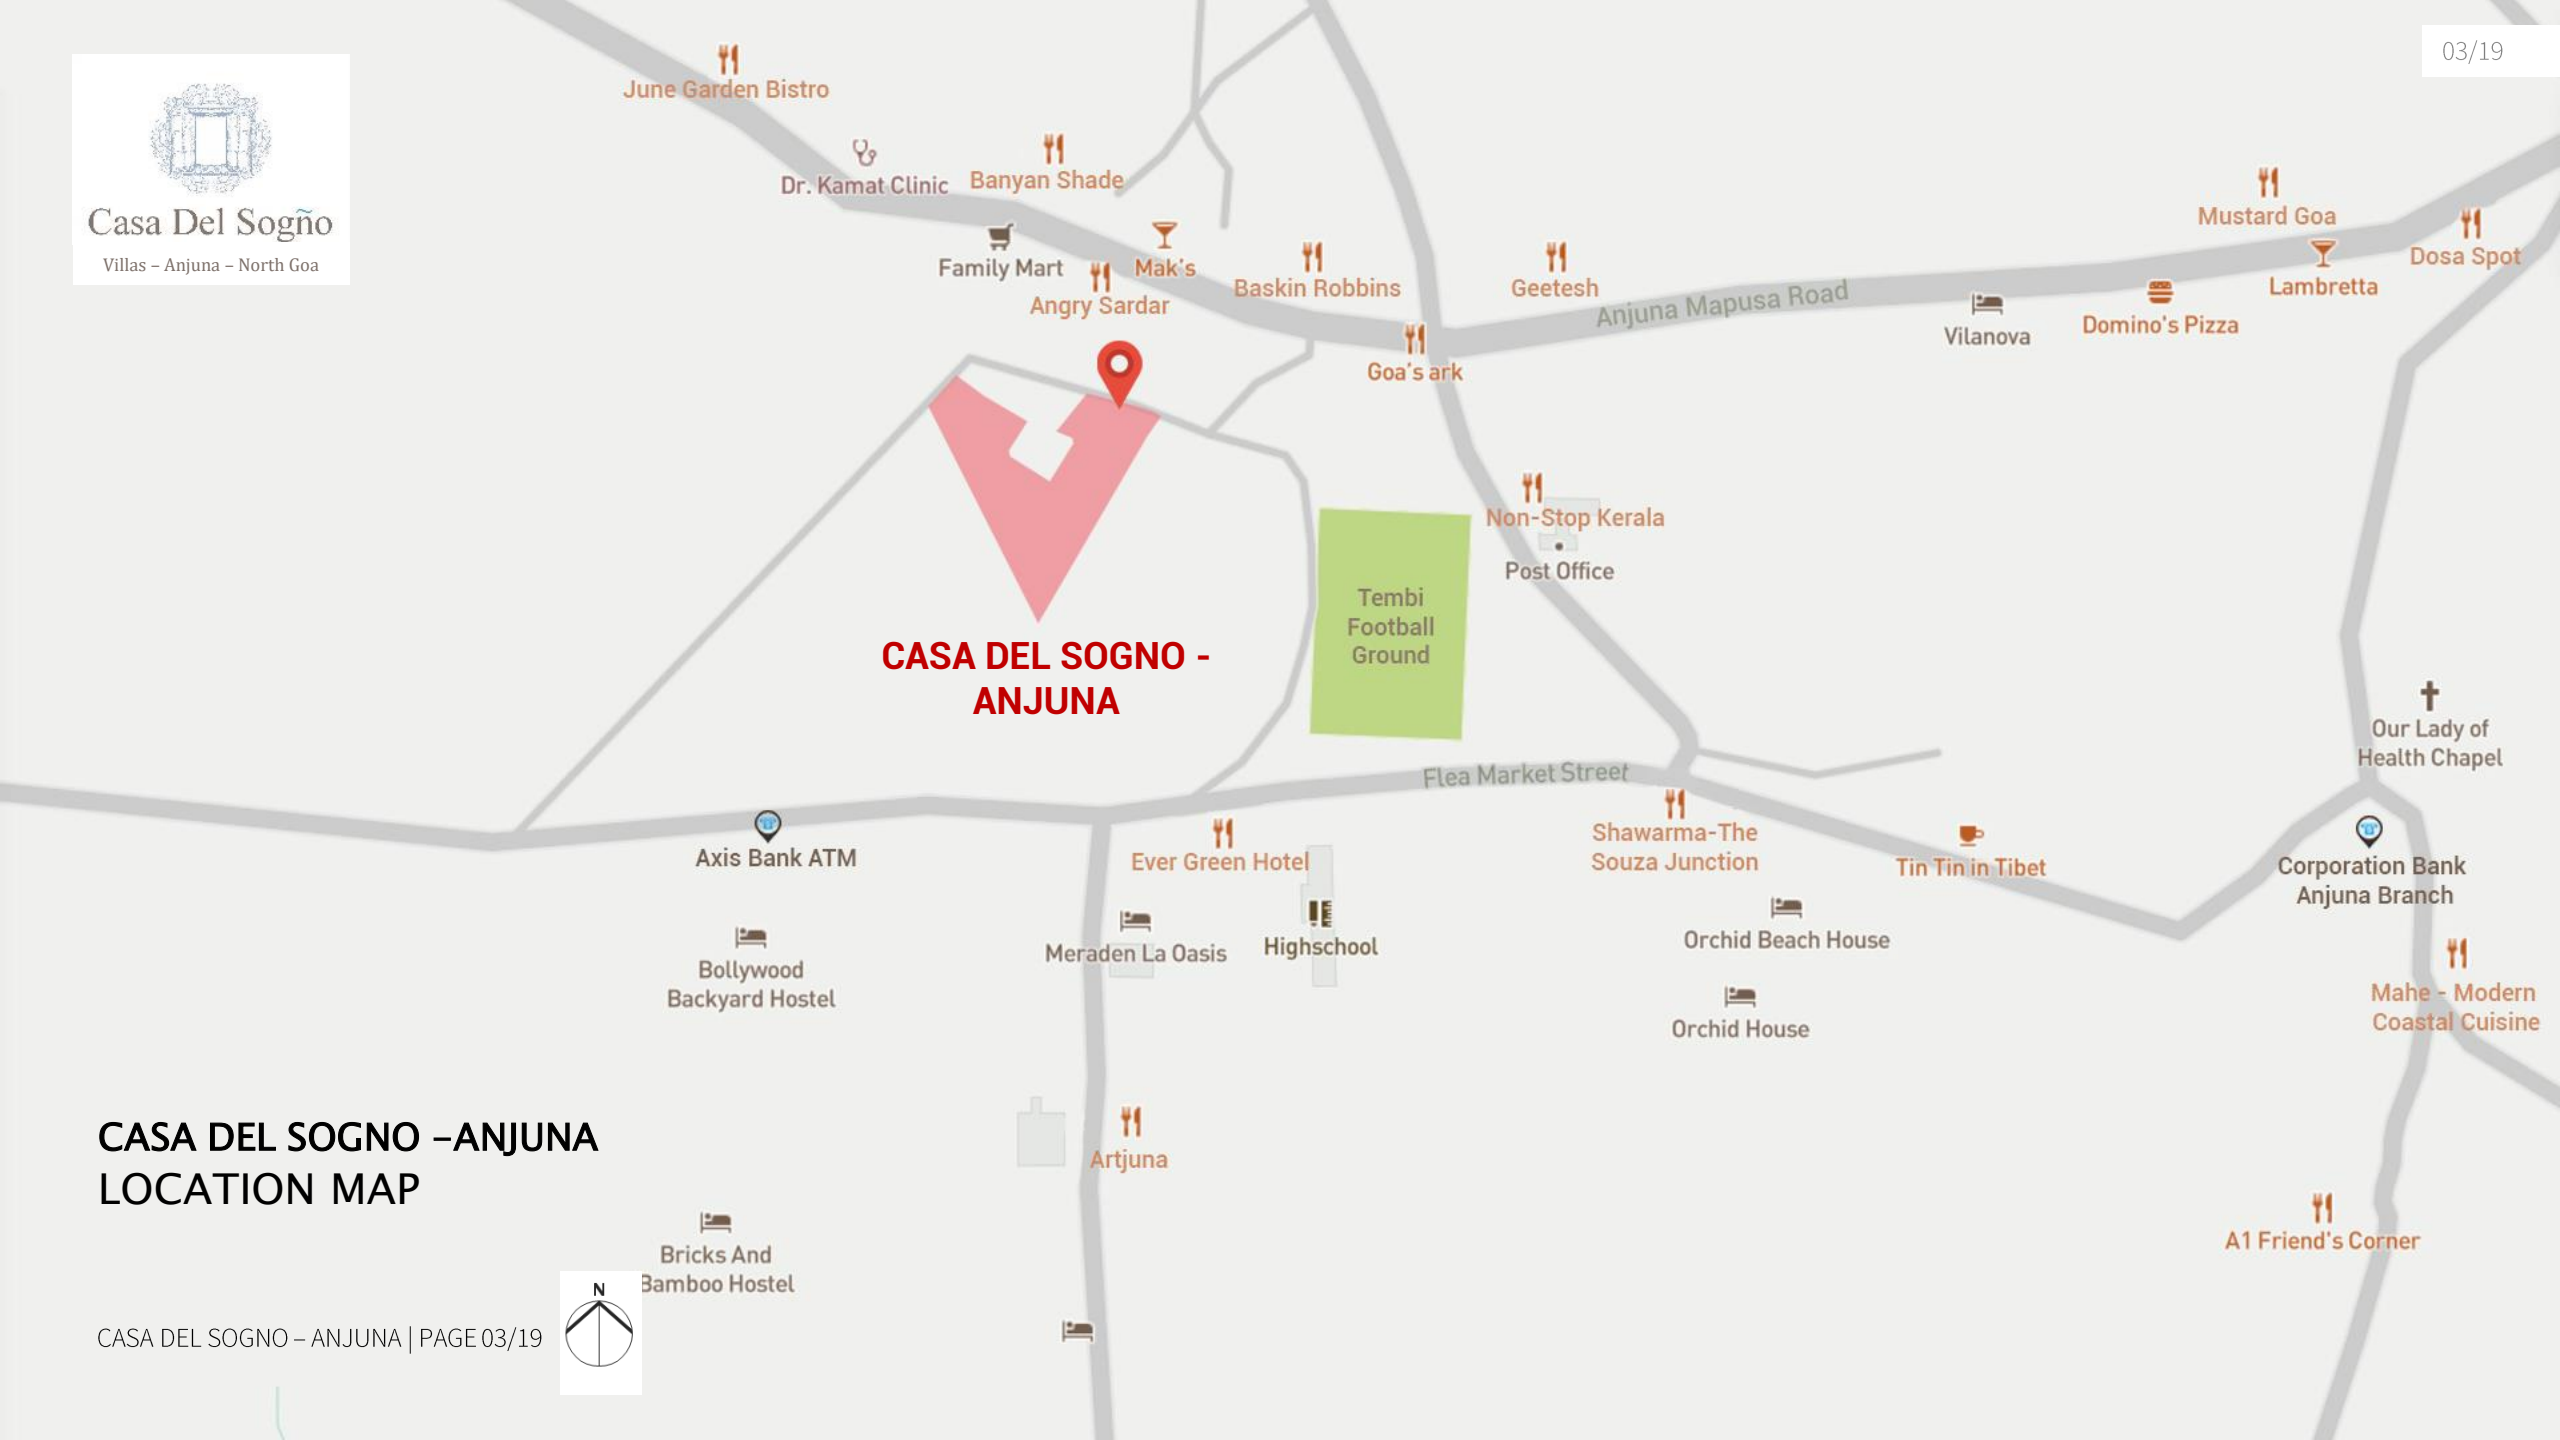 03/19
Casa Del Sogño
Villas – Anjuna – North Goa
June Garden Bistro
Dr. Kamat Clinic
Banyan Shade
Family Mart
Mak's
Angry Sardar
Baskin Robbins
Geetesh
Goa's ark
Anjuna Mapusa Road
Vilanova
Mustard Goa
Dosa Spot
Lambretta
Domino's Pizza
Non-Stop Kerala
Post Office
Tembi
Football
Ground
CASA DEL SOGNO -
ANJUNA
Our Lady of
Health Chapel
Flea Market Street
Axis Bank ATM
Ever Green Hotel
Shawarma-The
Souza Junction
Tin Tin in Tibet
Corporation Bank
Anjuna Branch
Bollywood
Backyard Hostel
Meraden La Oasis
Highschool
Orchid Beach House
Orchid House
Mahe - Modern
Coastal Cuisine
Artjuna
A1 Friend's Corner
CASA DEL SOGNO –ANJUNA
LOCATION MAP
Bricks And
Bamboo Hostel
N
CASA DEL SOGNO – ANJUNA | PAGE 03/19